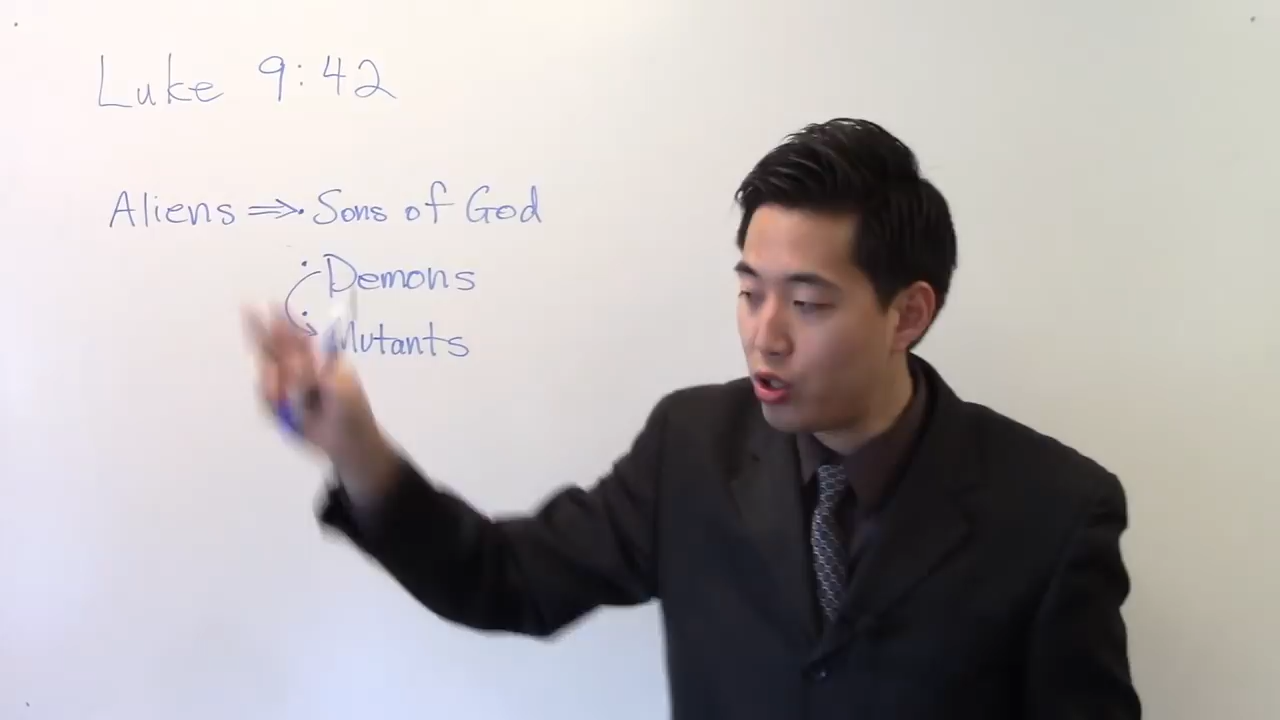 Luke 9:42
Aliens ⇒ • Sons of God
• Demons
• Mutants